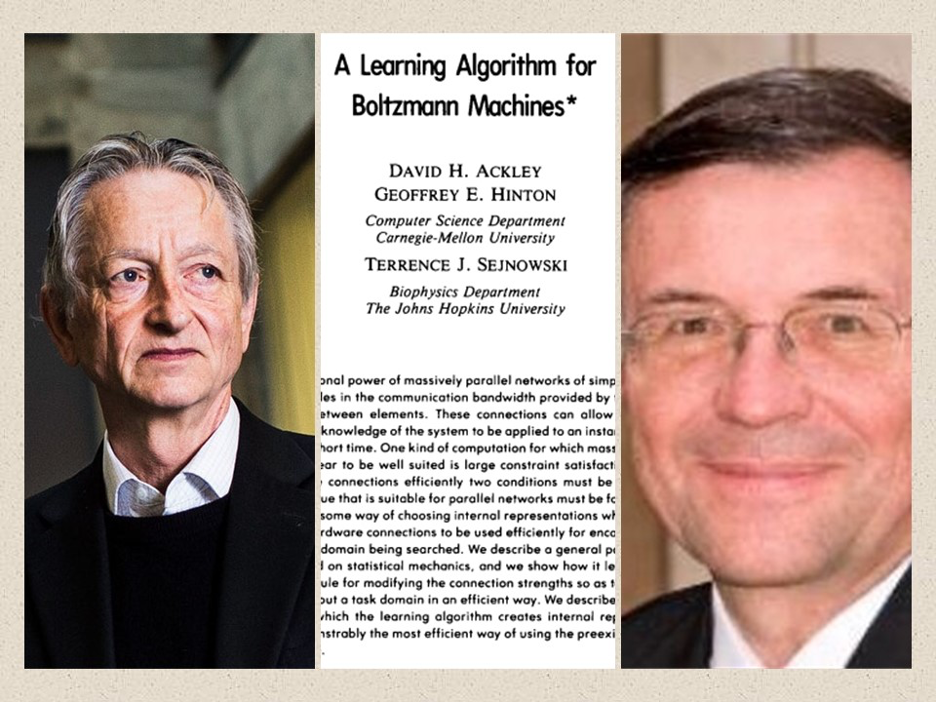 A Learning Algorithm for
Boltzmann Machines*
DAVID H. ACKLEY
GEOFFREY E. HINTON
Computer Science Department
Carnegie-Mellon University
TERRENCE J. SEJNOWSKI
Biophysics Department
The Johns Hopkins University
onal power of massively parallel networks of simp
les in the communication bandwidth provided by
etween elements. These connections can allow
knowledge of the system to be applied to an insta
hort time. One kind of computation for which mass
ear to be well suited is large constraint satisfacti
connections efficiently two conditions must be
ue that is suitable for parallel networks must be fo
some way of choosing internal representations wh
rdware connections to be used efficiently for enco
domain being searched. We describe a general pa
on statistical mechanics, and we show how it le
ule for modifying the connection strengths so as t
out a task domain in an efficient way. We describe
which the learning algorithm creates internal rep
nstrably the most efficient way of using the preexi